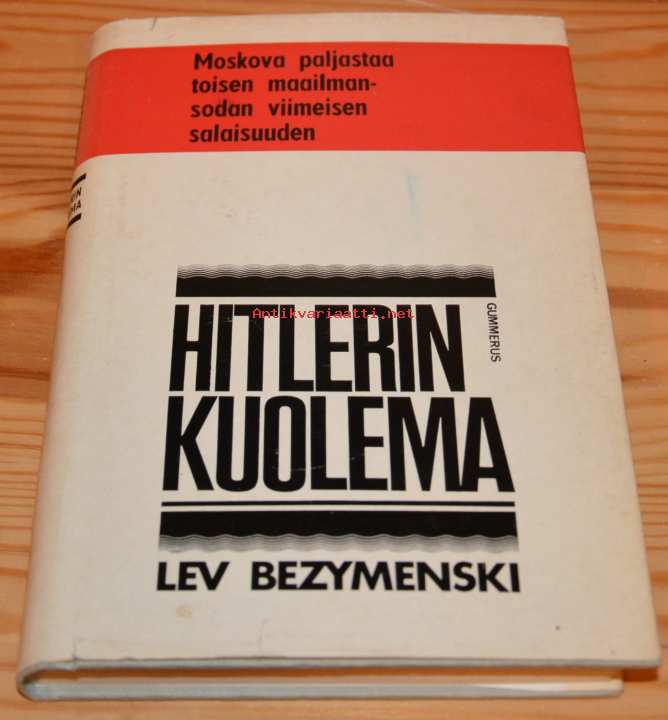 Moskova paljastaa
toisen maailman-
sodan viimeisen
salaisuuden
HITLERIN
KUOLEMA
GUMMERUS
LEV BEZYMENSKI
Antikvariaatti.net